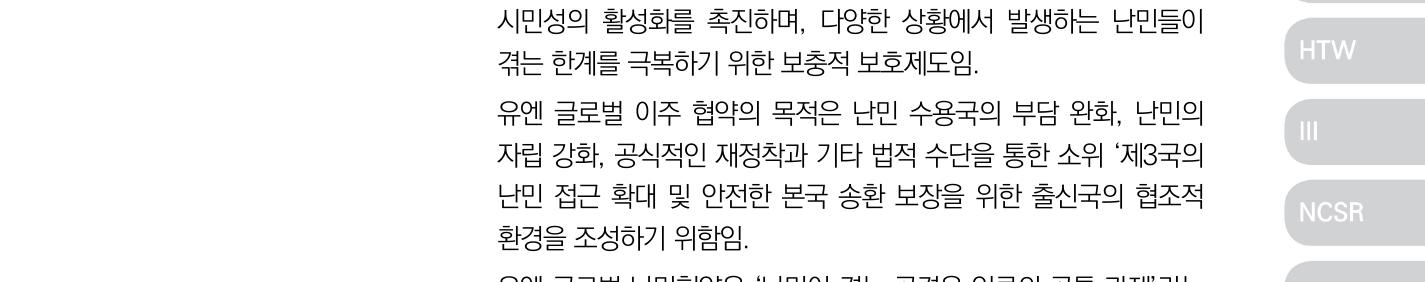 시민성의 활성화를 촉진하며, 다양한 상황에서 발생하는 난민들이
겪는 한계를 극복하기 위한 보충적 보호제도임.
유엔 글로벌 이주 협약의 목적은 난민 수용국의 부담 완화, 난민의
자립 강화, 공식적인 재정착과 기타 법적 수단을 통한 소위 ‘제3국의
난민 접근 확대 및 안전한 본국 송환 보장을 위한 출신국의 협조적
환경을 조성하기 위함임.
HTW
III
NCSR